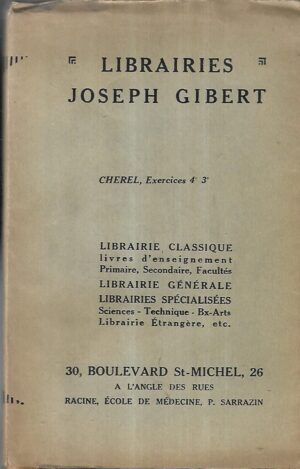 LIBRAIRIES
JOSEPH GIBERT
CHEREL, Exercices 4e 3e
LIBRAIRIE CLASSIQUE
livres d'enseignement
Primaire, Secondaire, Facultés
LIBRAIRIE GÉNÉRALE
LIBRAIRIES SPÉCIALISÉES
Sciences - Technique - Bx-Arts
Librairie Étrangère, etc.
30, BOULEVARD St-MICHEL, 26
A L'ANGLE DES RUES
RACINE, ÉCOLE DE MÉDECINE, P. SARRAZIN